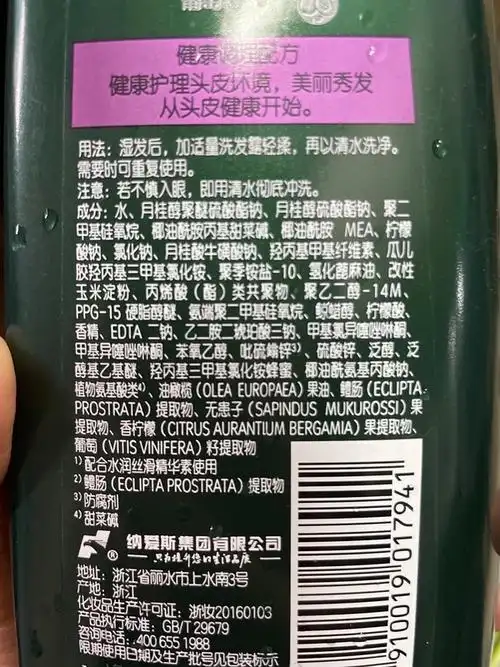 健康护理配方
健康护理头皮环境，美丽秀发
从头皮健康开始。
用法：湿发后，加适量洗发露轻揉，再以清水洗净。
需要时可重复使用。
注意：若不慎入眼，即用清水彻底冲洗。
成分：水、月桂醇聚醚硫酸酯钠、月桂醇硫酸酯钠、聚二
甲基硅氧烷、椰油酰胺丙基甜菜碱、椰油酰胺 MEA、柠檬
酸钠、氯化钠、月桂酸牛磺酸钠、羟丙基甲基纤维素、瓜儿
胶羟丙基三甲基氯化铵、聚季铵盐-10、氢化蓖麻油、改性
玉米淀粉、丙烯酸（酯）类共聚物、聚乙二醇-14M、
PPG-15 硬脂醇醚、氨端聚二甲基硅氧烷、鲸蜡醇、柠檬酸、
香精、EDTA 二钠、乙二胺二琥珀酸三钠、甲基氯异噻唑啉酮、
甲基异噻唑啉酮、苯氧乙醇、吡硫鎓锌³⁾、硫酸锌、泛醇、泛
醇基乙基醚、羟丙基三甲基氯化铵蜂蜜、椰油酰氨基丙酸钠、
植物氨基酸类⁴⁾、油橄榄（OLEA EUROPAEA）果油、鳢肠（ECLIPTA
PROSTRATA）提取物、无患子（SAPINDUS MUKUROSSI）果
提取物、香柠檬（CITRUS AURANTIUM BERGAMIA）果提取物、
葡萄（VITIS VINIFERA）籽提取物
¹⁾ 配合水润丝滑精华素使用
²⁾ 鳢肠（ECLIPTA PROSTRATA）提取物
³⁾ 防腐剂
⁴⁾ 甜菜碱
® 纳爱斯集团有限公司
只为提升您的生活品质
地址：浙江省丽水市上水南3号
产地：浙江
化妆品生产许可证：浙妆20160103
产品执行标准：GB/T 29679
咨询电话：400 655 1988
限期使用日期及生产批号见包装标示
910019 017941